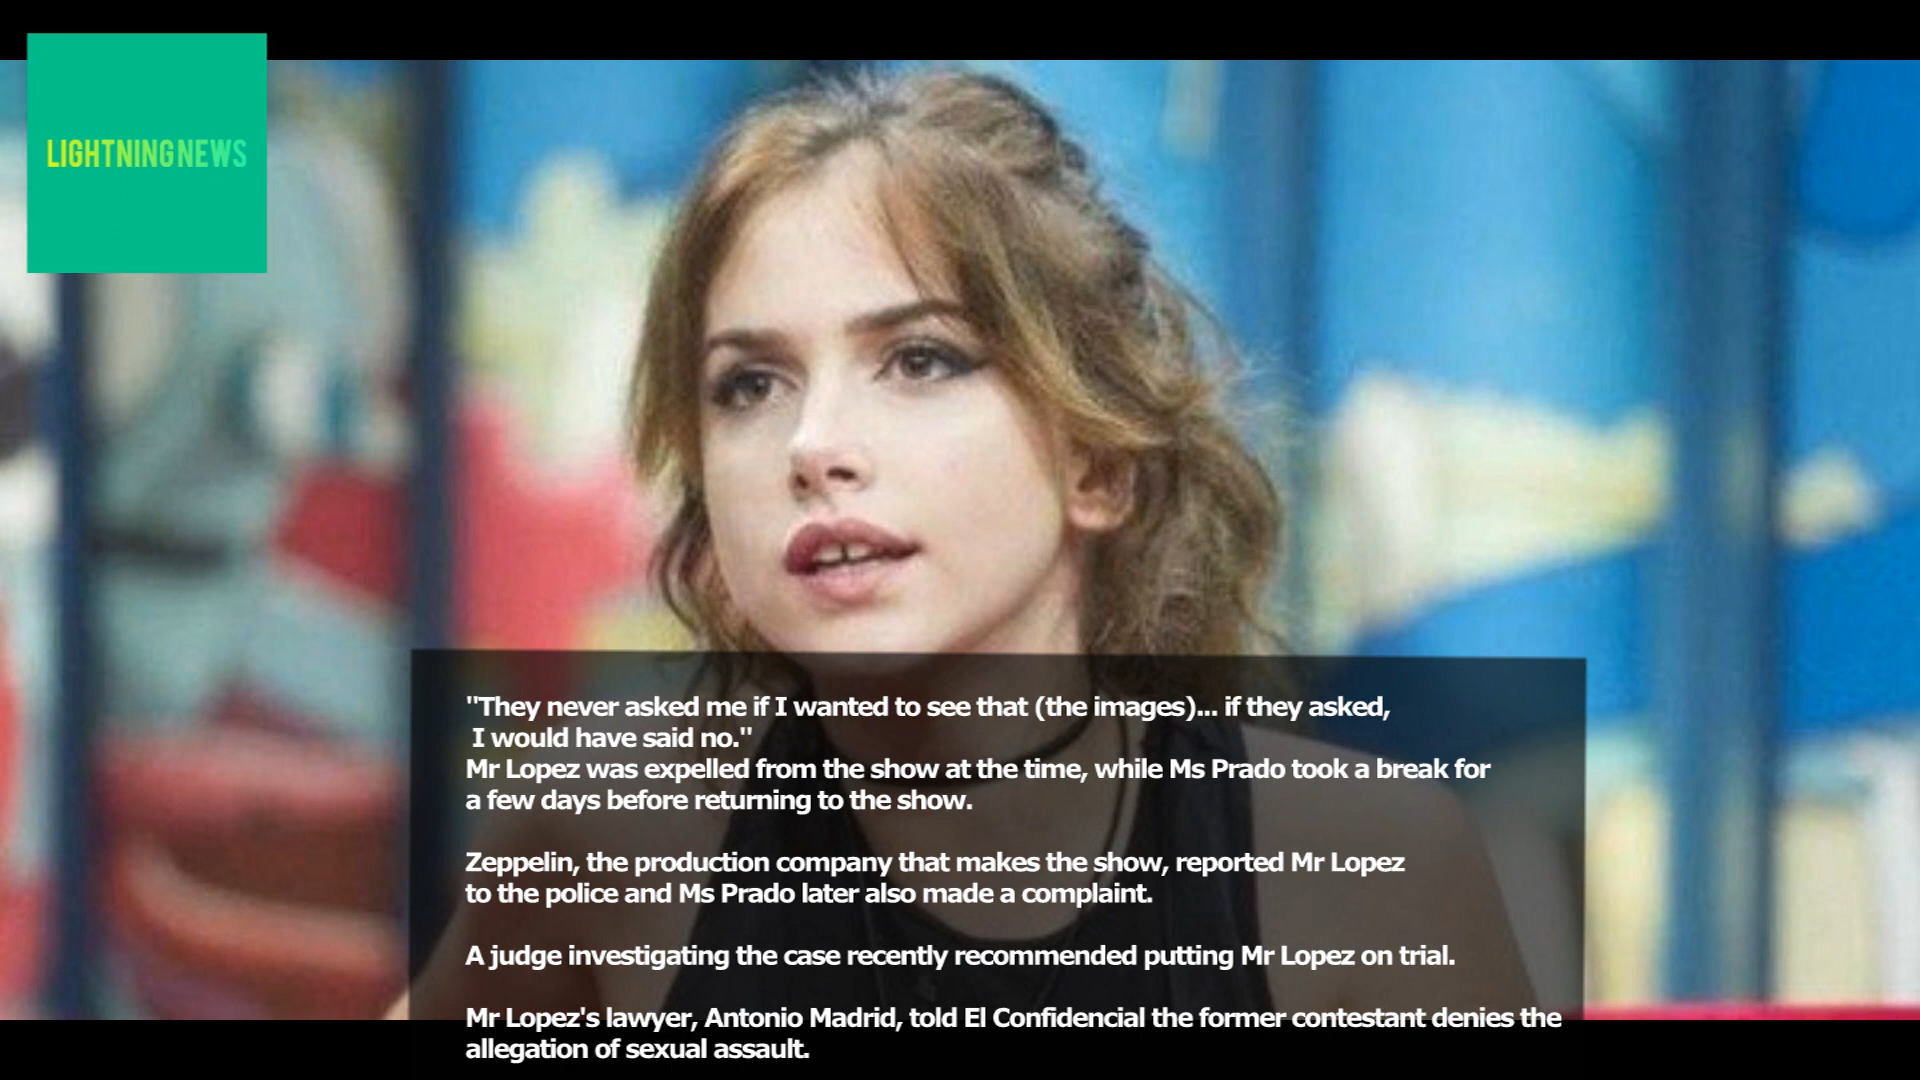 LIGHTNINGNEWS
"They never asked me if I wanted to see that (the images)... if they asked,
I would have said no."
Mr Lopez was expelled from the show at the time, while Ms Prado took a break for
a few days before returning to the show.
Zeppelin, the production company that makes the show, reported Mr Lopez
to the police and Ms Prado later also made a complaint.
A judge investigating the case recently recommended putting Mr Lopez on trial.
Mr Lopez's lawyer, Antonio Madrid, told El Confidencial the former contestant denies the
allegation of sexual assault.